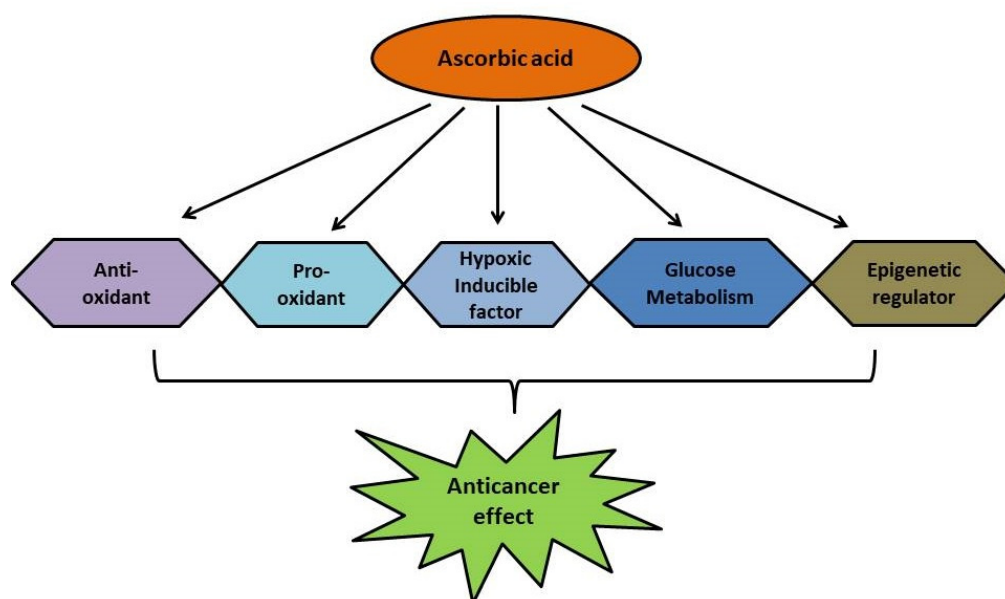 Ascorbic acid
Anti-
oxidant
Pro-
oxidant
Hypoxic
Inducible
factor
Glucose
Metabolism
Epigenetic
regulator
Anticancer
effect